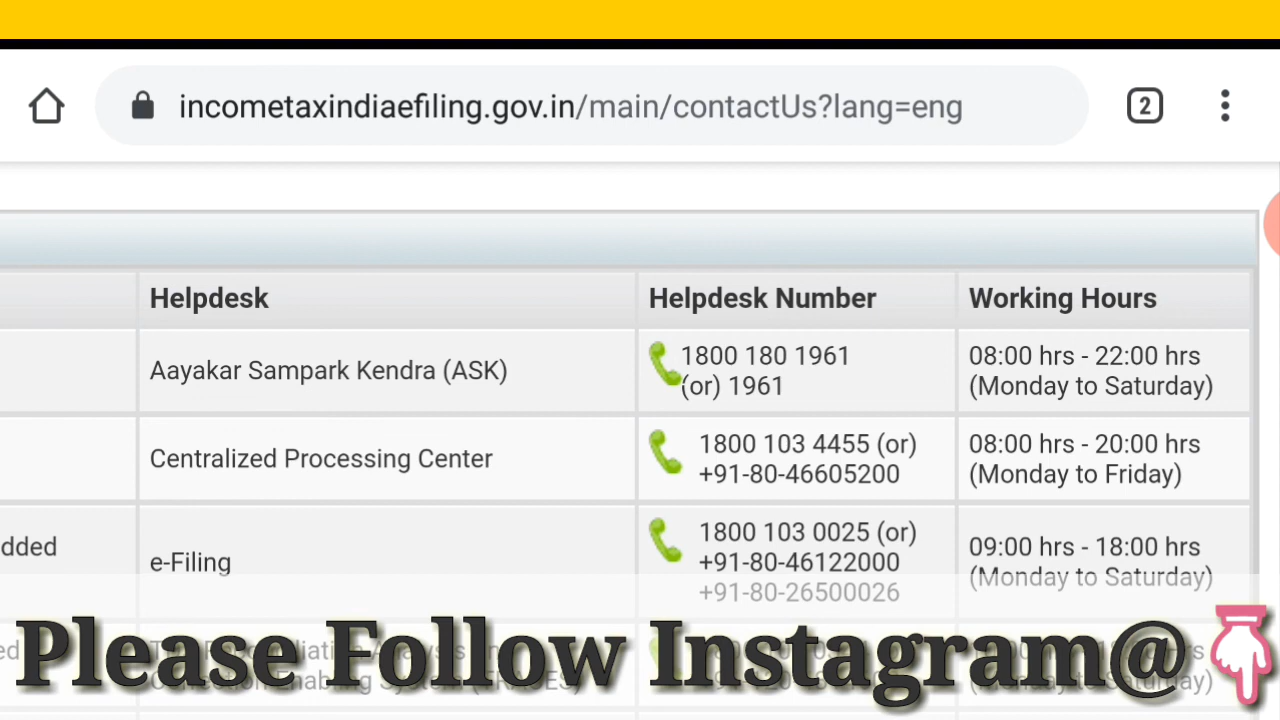 incometaxindiaefiling.gov.in/main/contactUs?lang=eng
2
Helpdesk
Helpdesk Number
Working Hours
Aayakar Sampark Kendra (ASK)
1800 180 1961
(or) 1961
08:00 hrs - 22:00 hrs
(Monday to Saturday)
Centralized Processing Center
1800 103 4455 (or)
+91-80-46605200
08:00 hrs - 20:00 hrs
(Monday to Friday)
dded
e-Filing
1800 103 0025 (or)
+91-80-46122000
+91-80-26500026
09:00 hrs - 18:00 hrs
(Monday to Saturday)
Please Follow Instagram@